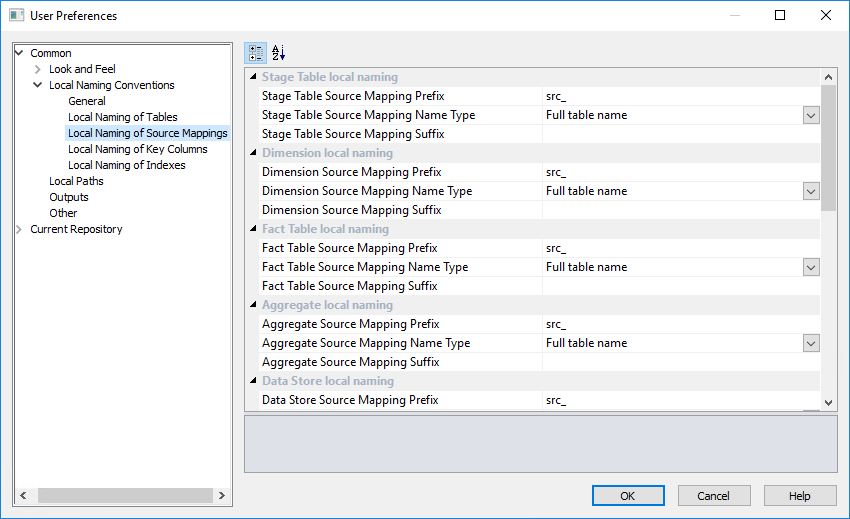 User Preferences
Common
Look and Feel
Local Naming Conventions
General
Local Naming of Tables
Local Naming of Source Mappings
Local Naming of Key Columns
Local Naming of Indexes
Local Paths
Outputs
Other
Current Repository
A
Z
Stage Table local naming
Stage Table Source Mapping Prefix src_
Stage Table Source Mapping Name Type Full table name
Stage Table Source Mapping Suffix
Dimension local naming
Dimension Source Mapping Prefix src_
Dimension Source Mapping Name Type Full table name
Dimension Source Mapping Suffix
Fact Table local naming
Fact Table Source Mapping Prefix src_
Fact Table Source Mapping Name Type Full table name
Fact Table Source Mapping Suffix
Aggregate local naming
Aggregate Source Mapping Prefix src_
Aggregate Source Mapping Name Type Full table name
Aggregate Source Mapping Suffix
Data Store local naming
Data Store Source Mapping Prefix src_
OK Cancel Help